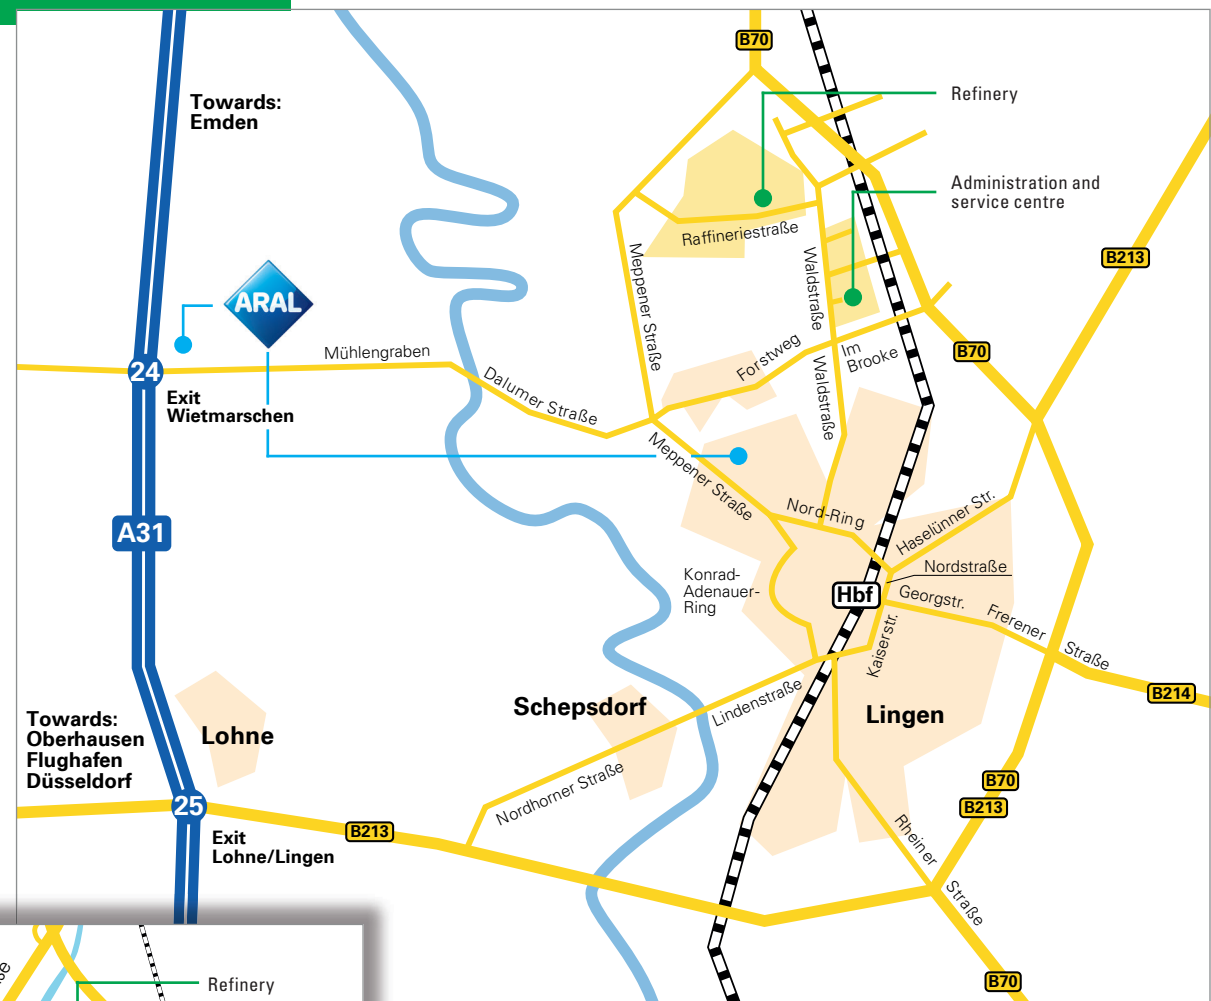 B70
Towards:
Emden
Refinery
Administration and
service centre
Raffineriestraße
Meppener Straße
Waldstraße
B213
ARAL
Mühlengraben
24
Exit
Wietmarschen
Dalumer Straße
Forstweg
Im
Brooke
B70
Waldstraße
Meppener Straße
Nord-Ring
Haselünner Str.
A31
Konrad-
Adenauer-
Ring
Hbf
Nordstraße
Georgstr.
Frerener
Straße
Kaiserstr.
B214
Schepsdorf
Lindenstraße
Lingen
Lohne
Towards:
Oberhausen
Flughafen
Düsseldorf
25
Exit
Lohne/Lingen
B213
Nordhorner Straße
B70
B213
Rheiner
Straße
B70
Refinery